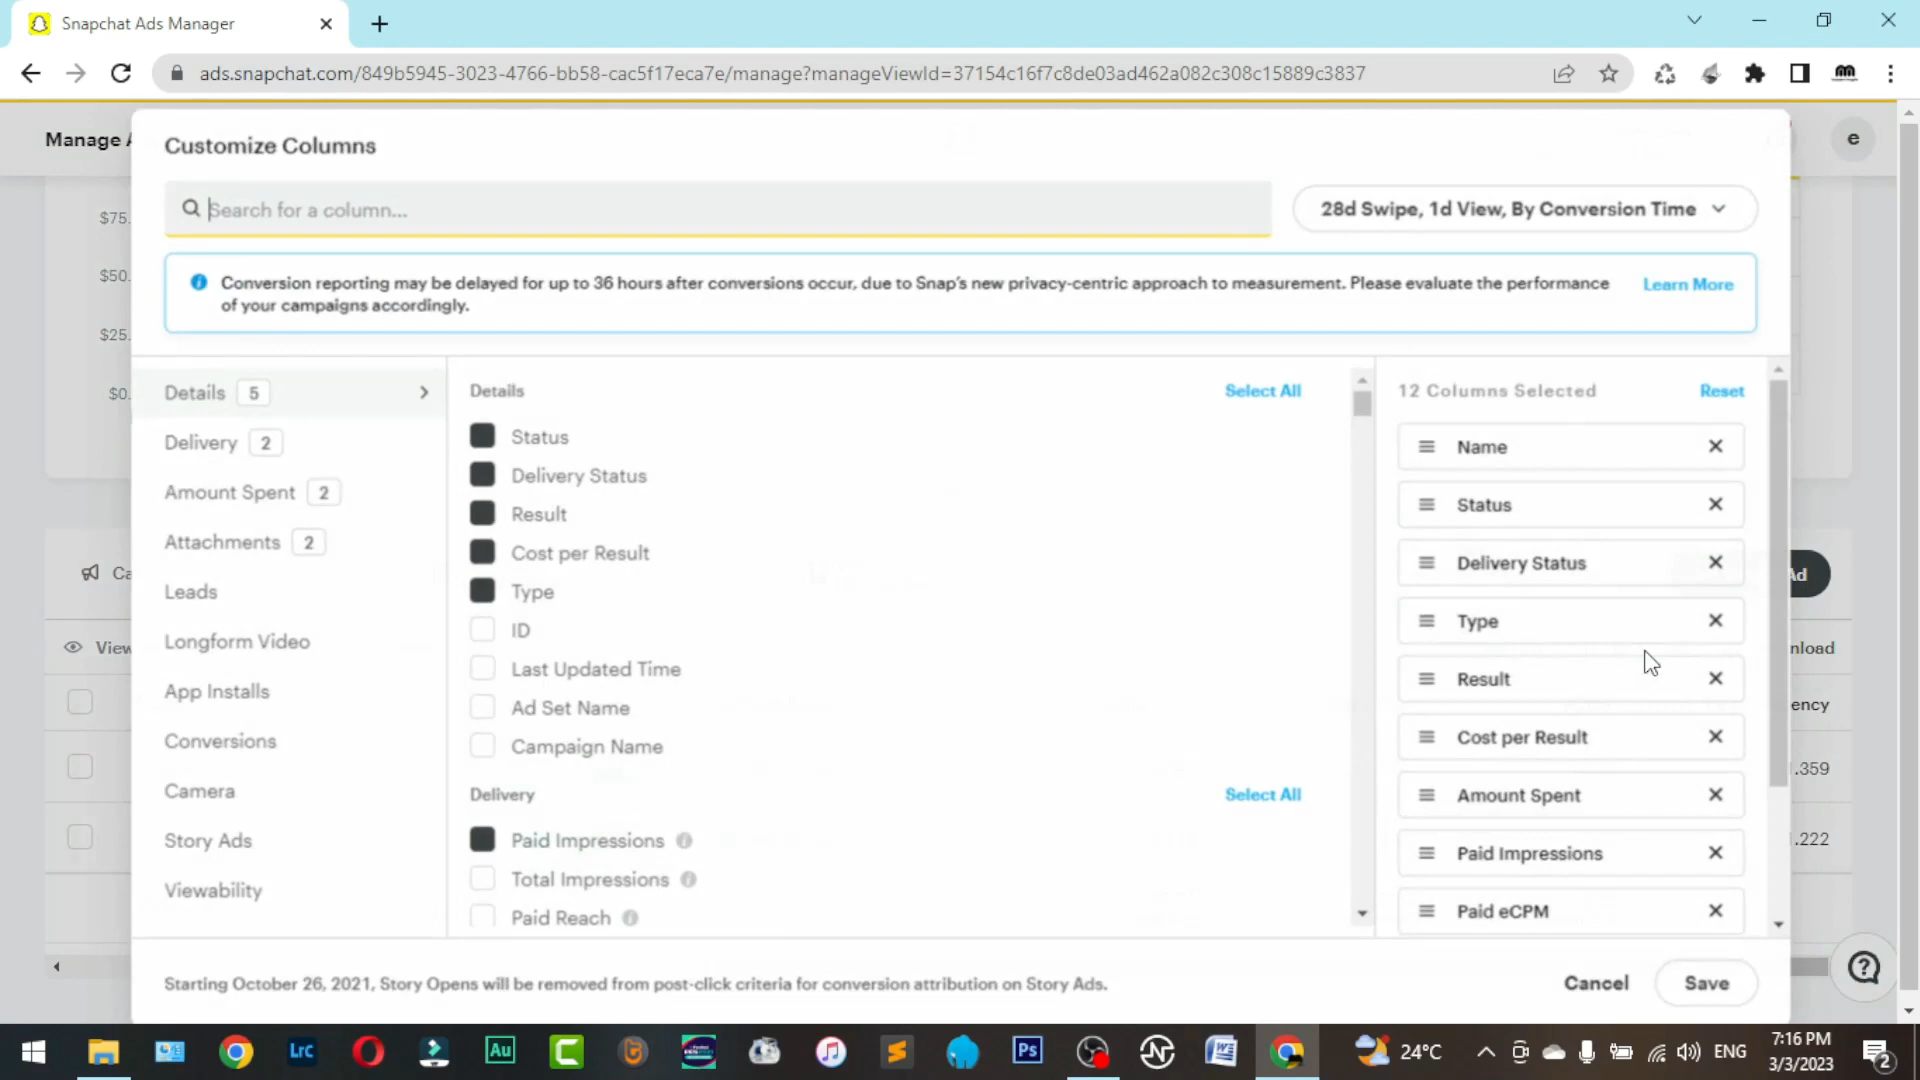 Snapchat Ads Manager
ads.snapchat.com/849b5945-3023-4766-bb58-cac5f17eca7e/manage?manageViewId=37154c16f7c8de03ad462a082c308c15889c3837
Manage
e
Customize Columns
Search for a column...
28d Swipe, 1d View, By Conversion Time
Conversion reporting may be delayed for up to 36 hours after conversions occur, due to Snap's new privacy-centric approach to measurement. Please evaluate the performance
of your campaigns accordingly.
Learn More
$75.
$50.
$25.
$0.
Details 5
Delivery 2
Amount Spent 2
Attachments 2
Leads
Longform Video
App Installs
Conversions
Camera
Story Ads
Viewability
Details
Select All
Status
Delivery Status
Result
Cost per Result
Type
ID
Last Updated Time
Ad Set Name
Campaign Name
Delivery
Select All
Paid Impressions
Total Impressions
Paid Reach
12 Columns Selected
Reset
Name
Status
Delivery Status
Type
Result
Cost per Result
Amount Spent
Paid Impressions
Paid eCPM
Ca
View
Ad
nload
ency
.359
.222
Starting October 26, 2021, Story Opens will be removed from post-click criteria for conversion attribution on Story Ads.
Cancel
Save
Lrc
Au
Ps
24°C
ENG
7:16 PM
3/3/2023
2